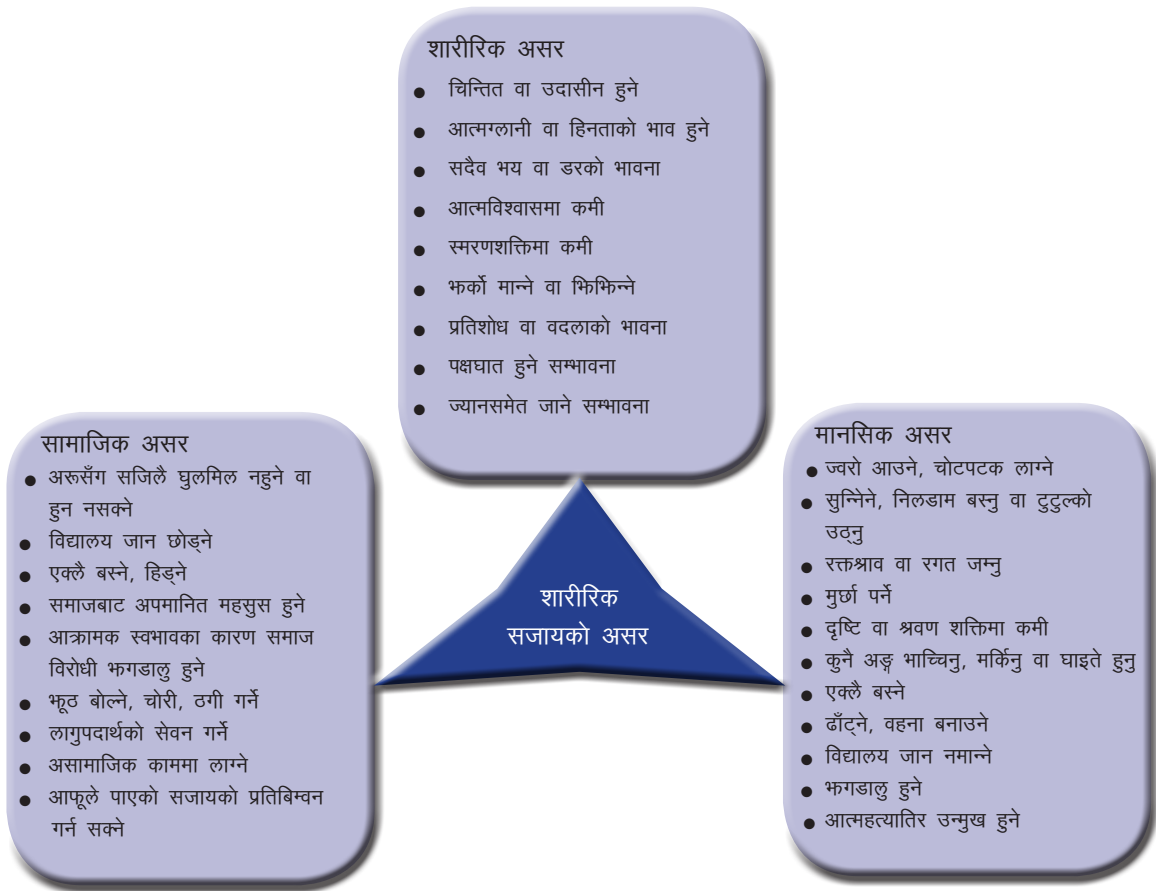 शारीरिक असर
● चिन्तित वा उदासीन हुने
● आत्मग्लानी वा हिनताको भाव हुने
● सदैव भय वा डरको भावना
● आत्मविश्वासमा कमी
● स्मरणशक्तिमा कमी
● झर्को मान्ने वा झिझिन्ने
● प्रतिशोध वा वदलाको भावना
● पक्षघात हुने सम्भावना
● ज्यानसमेत जाने सम्भावना
सामाजिक असर
● अरूसँग सजिलै घुलमिल नहुने वा
हुन नसक्ने
● विद्यालय जान छोड्ने
● एक्लै बस्ने, हिड्ने
● समाजबाट अपमानित महसुस हुने
● आक्रामक स्वभावका कारण समाज
विरोधी झगडालु हुने
● झूठ बोल्ने, चोरी, ठगी गर्ने
● लागुपदार्थको सेवन गर्ने
● असामाजिक काममा लाग्ने
● आफूले पाएको सजायको प्रतिबिम्वन
गर्न सक्ने
शारीरिक
सजायको असर
मानसिक असर
● ज्वरो आउने, चोटपटक लाग्ने
● सुन्निेने, निलडाम बस्नु वा टुटुल्को
उठ्नु
● रक्तश्राव वा रगत जम्नु
● मुर्छा पर्ने
● दृष्टि वा श्रवण शक्तिमा कमी
● कुनै अङ्ग भाच्चिनु, मर्किनु वा घाइते हुनु
● एक्लै बस्ने
● ढाँट्ने, वहना बनाउने
● विद्यालय जान नमान्ने
● झगडालु हुने
● आत्महत्यातिर उन्मुख हुने